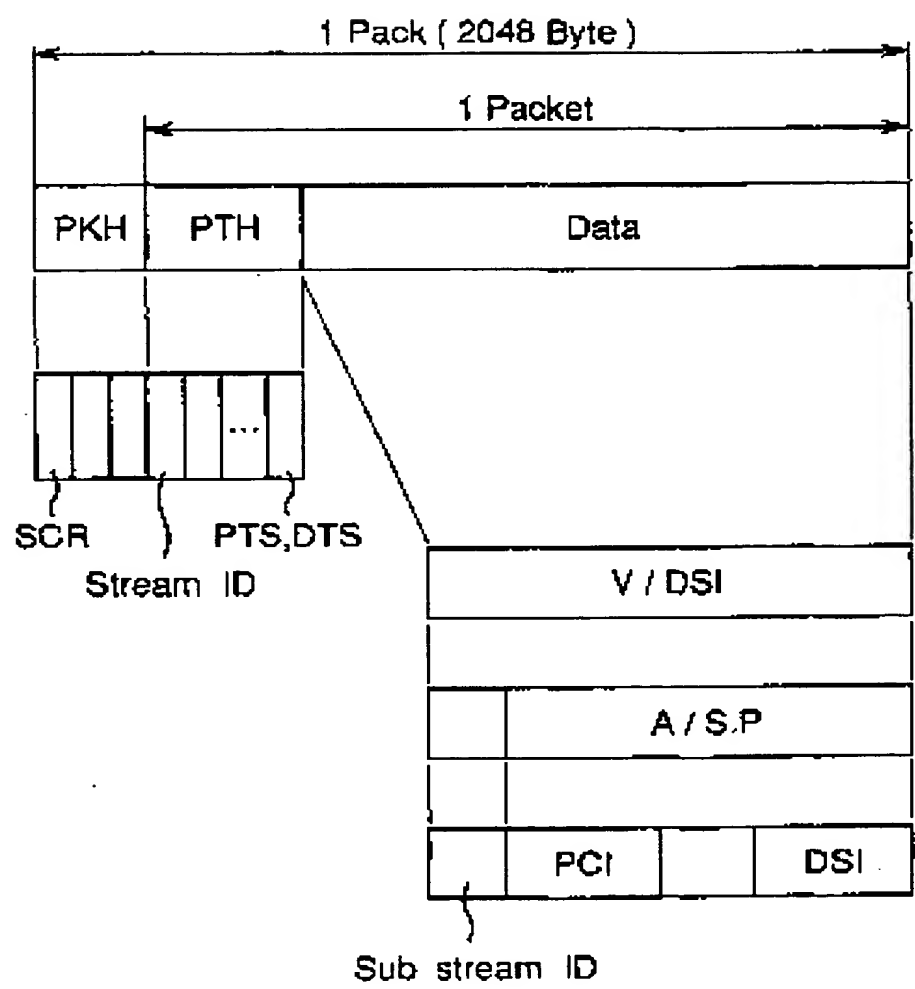 1 Pack ( 2048 Byte )
1 Packet
PKH PTH Data
...
SCR PTS,DTS
Stream ID
V / DSI
A / S.P
PCI DSI
Sub stream ID